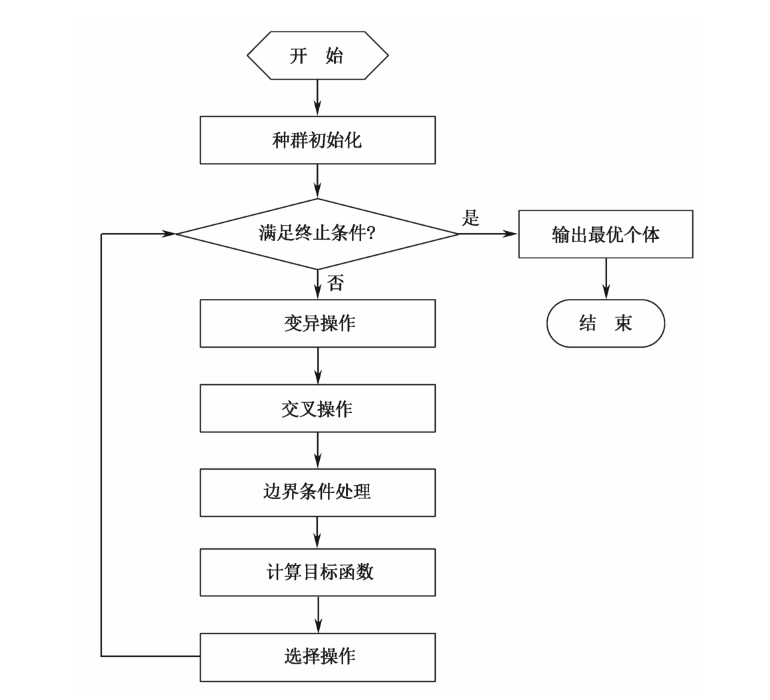 开 始
种群初始化
满足终止条件?
是
输出最优个体
否
结 束
变异操作
交叉操作
边界条件处理
计算目标函数
选择操作